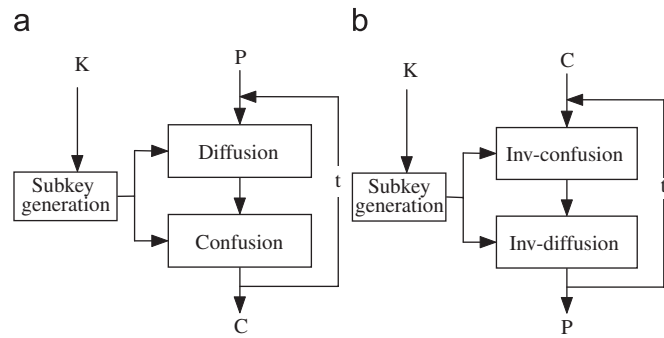 a
K
P
Diffusion
Subkey
generation
t
Confusion
C
b
K
C
Inv-confusion
Subkey
generation
t
Inv-diffusion
P